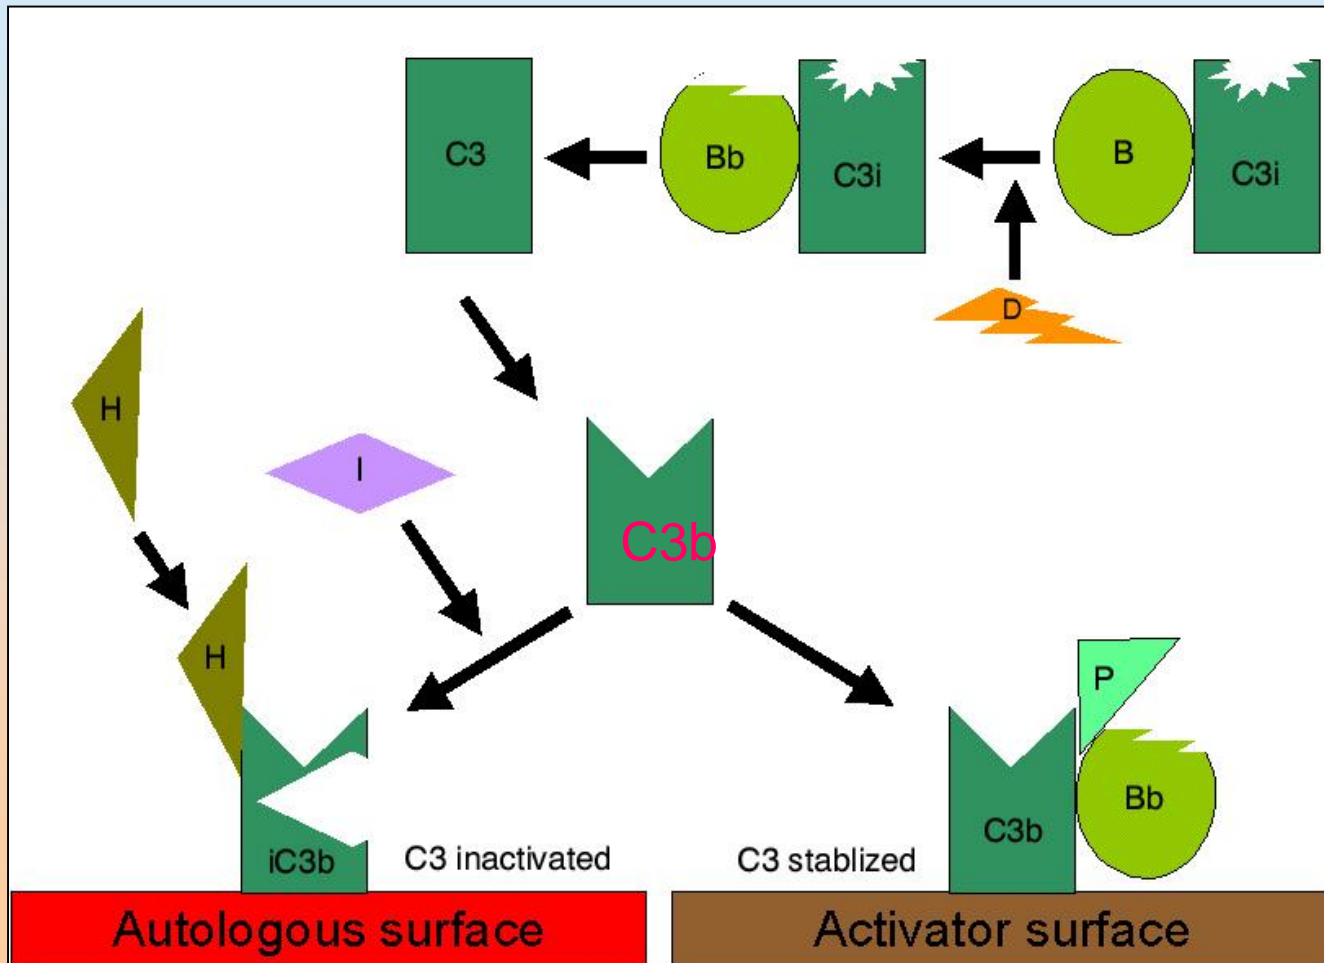 C3
Bb
C3i
B
C3i
D
H
I
C3b
H
P
Bb
C3b
iC3b
C3 inactivated
C3 stablized
Autologous surface
Activator surface